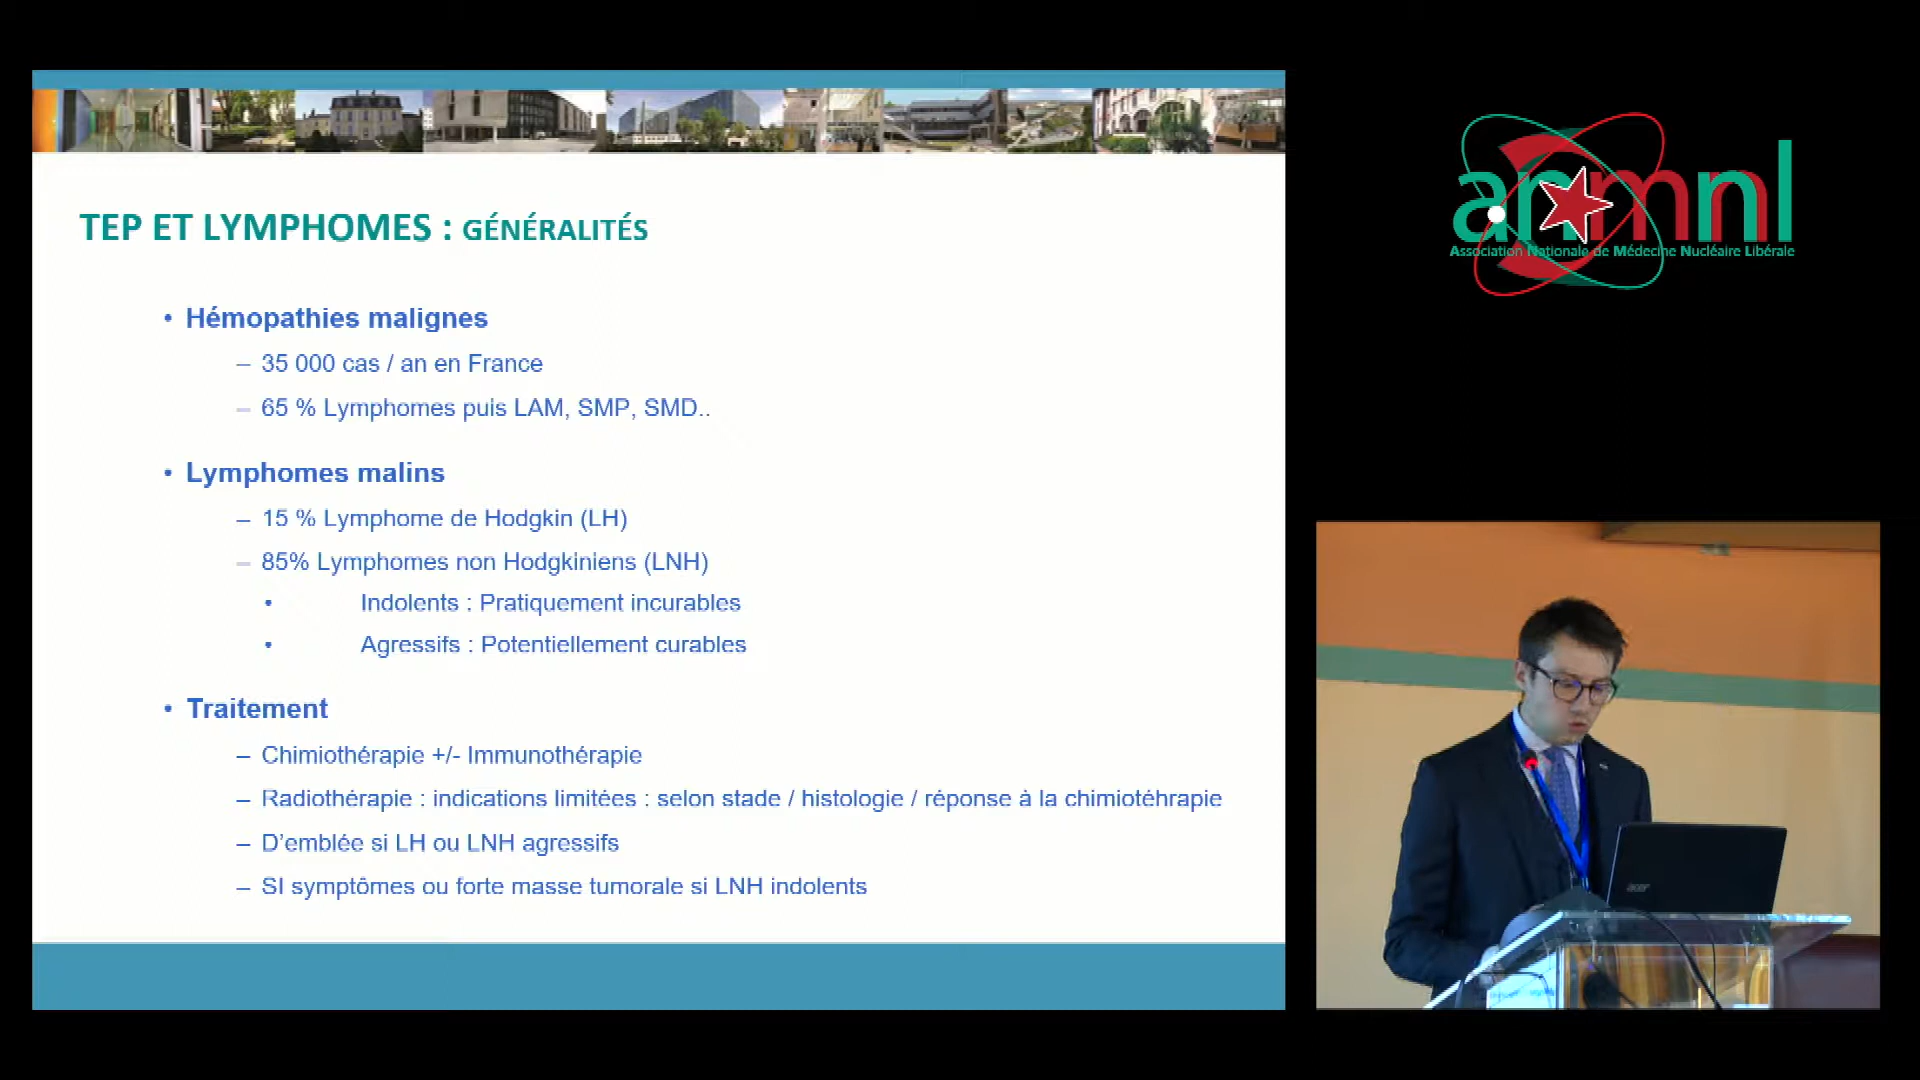 TEP ET LYMPHOMES : GÉNÉRALITÉS
• Hémopathies malignes
– 35 000 cas / an en France
– 65 % Lymphomes puis LAM, SMP, SMD..
• Lymphomes malins
– 15 % Lymphome de Hodgkin (LH)
– 85% Lymphomes non Hodgkiniens (LNH)
• Indolents : Pratiquement incurables
• Agressifs : Potentiellement curables
• Traitement
– Chimiothérapie +/- Immunothérapie
– Radiothérapie : indications limitées : selon stade / histologie / réponse à la chimiotéhrapie
– D’emblée si LH ou LNH agressifs
– SI symptômes ou forte masse tumorale si LNH indolents
anmnl
Association Nationale de Médecine Nucléaire Libérale
acer